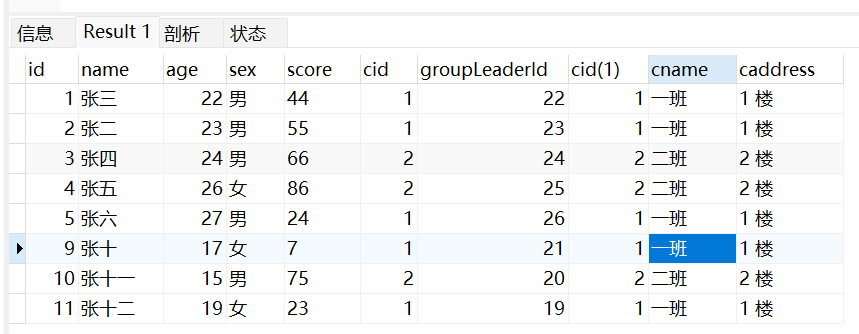 信息 Result 1 剖析 状态
id name age sex score cid groupLeaderId cid(1) cname caddress
1 张三 22 男 44 1 22 1 一班 1 楼
2 张二 23 男 55 1 23 1 一班 1 楼
3 张四 24 男 66 2 24 2 二班 2 楼
4 张五 26 女 86 2 25 2 二班 2 楼
5 张六 27 男 24 1 26 1 一班 1 楼
9 张十 17 女 7 1 21 1 一班 1 楼
10 张十一 15 男 75 2 20 2 二班 2 楼
11 张十二 19 女 23 1 19 1 一班 1 楼